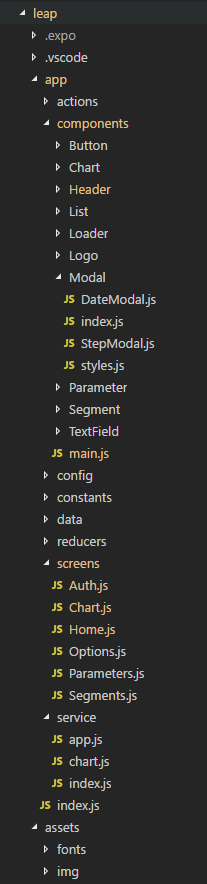 leap
.expo
.vscode
app
actions
components
Button
Chart
Header
List
Loader
Logo
Modal
JS DateModal.js
JS index.js
JS StepModal.js
JS styles.js
Parameter
Segment
TextField
JS main.js
config
constants
data
reducers
screens
JS Auth.js
JS Chart.js
JS Home.js
JS Options.js
JS Parameters.js
JS Segments.js
service
JS app.js
JS chart.js
JS index.js
JS index.js
assets
fonts
img